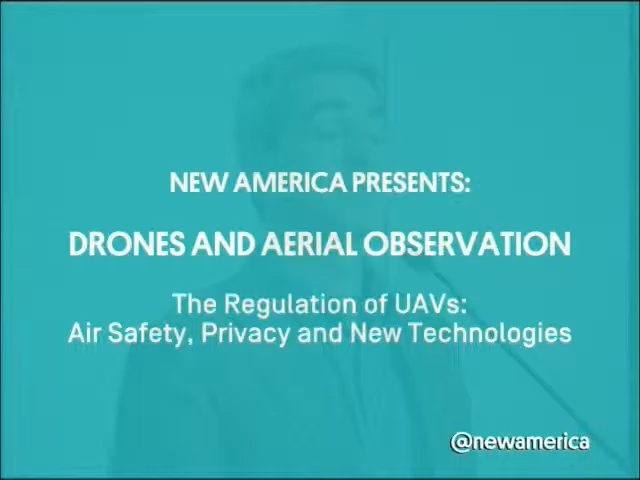 NEW AMERICA PRESENTS:
DRONES AND AERIAL OBSERVATION
The Regulation of UAVs:
Air Safety, Privacy and New Technologies
@newamerica